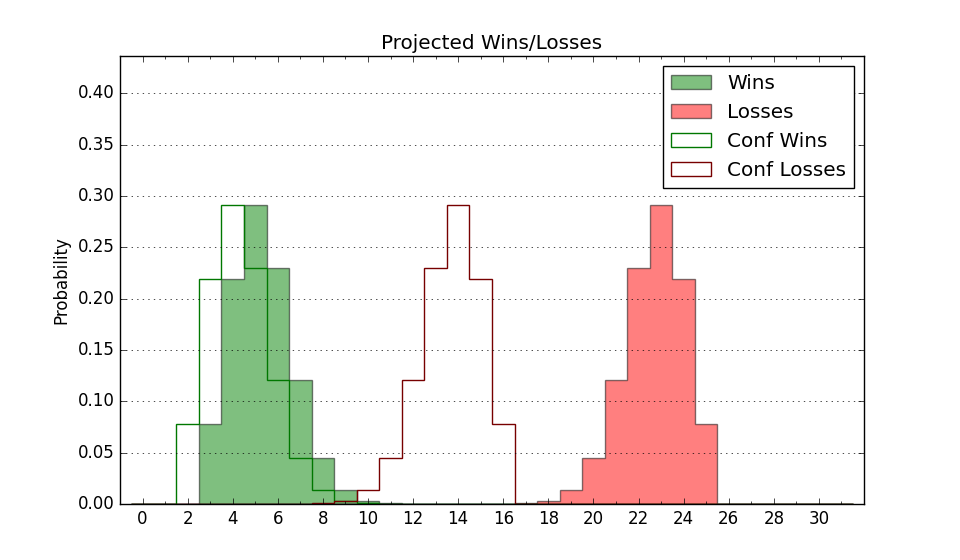 Projected Wins/Losses
Wins
Losses
Conf Wins
Conf Losses
Probability
0.40
0.35
0.30
0.25
0.20
0.15
0.10
0.05
0.00
0 2 4 6 8 10 12 14 16 18 20 22 24 26 28 30